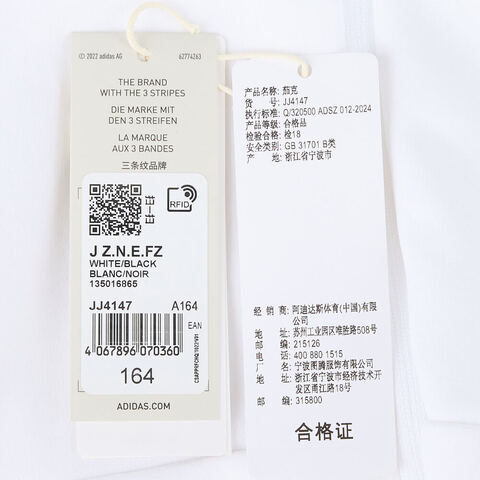 © 2022 adidas AG 62774263
THE BRAND
WITH THE 3 STRIPES
DIE MARKE MIT
DEN 3 STREIFEN
LA MARQUE
AUX 3 BANDES
三条纹品牌
RFID
J Z.N.E.FZ
WHITE/BLACK
BLANC/NOIR
135016865
JJ4147 A164
EAN
4 067896 070360
164
ADIDAS.COM
产品名称: 茄克
货 号: JJ4147
执行标准: Q/320500 ADSZ 012-2024
产品等级: 合格品
检验合格: 检18
安全类别: GB 31701 B类
产 地: 浙江省宁波市
经 销 商: 阿迪达斯体育(中国)有限
公司
地 址: 苏州工业园区唯胜路508号
邮 编: 215126
电 话: 400 880 1515
厂 名: 宁波图腾服饰有限公司
地 址: 浙江省宁波市经济技术开
发区甬江路18号
邮 编: 315800
合格证